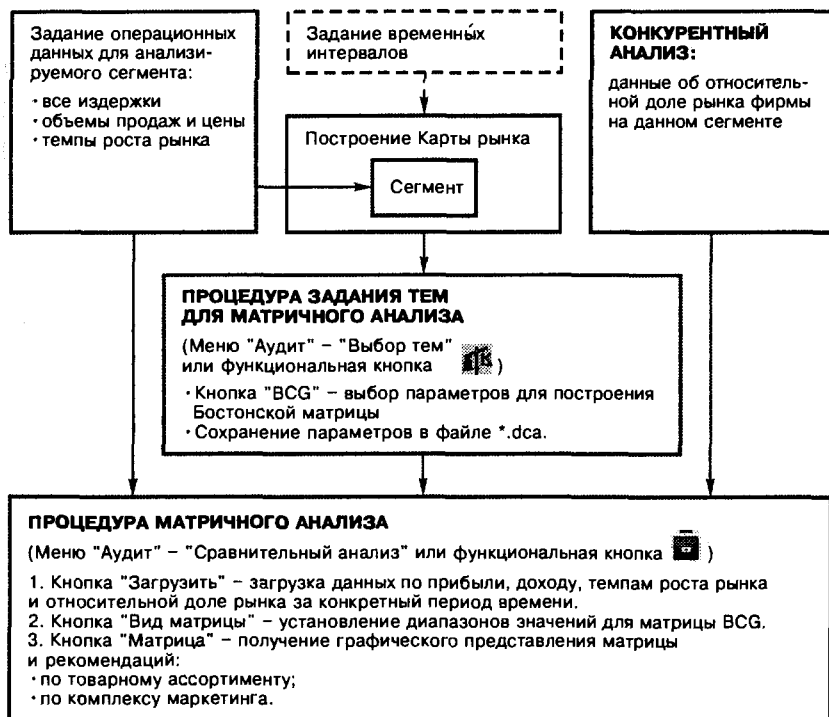 Задание операционных
данных для анализи-
руемого сегмента:
· все издержки
· объемы продаж и цены
· темпы роста рынка
Задание временных
интервалов
КОНКУРЕНТНЫЙ
АНАЛИЗ:
данные об относитель-
ной доле рынка фирмы
на данном сегменте
Построение Карты рынка
Сегмент
ПРОЦЕДУРА ЗАДАНИЯ ТЕМ
ДЛЯ МАТРИЧНОГО АНАЛИЗА
(Меню "Аудит" – "Выбор тем"
или функциональная кнопка )
· Кнопка "BCG" – выбор параметров для построения
Бостонской матрицы
· Сохранение параметров в файле *.dca.
ПРОЦЕДУРА МАТРИЧНОГО АНАЛИЗА
(Меню "Аудит" – "Сравнительный анализ" или функциональная кнопка )
1. Кнопка "Загрузить" – загрузка данных по прибыли, доходу, темпам роста рынка
и относительной доле рынка за конкретный период времени.
2. Кнопка "Вид матрицы" – установление диапазонов значений для матрицы BCG.
3. Кнопка "Матрица" – получение графического представления матрицы
и рекомендаций:
· по товарному ассортименту;
· по комплексу маркетинга.